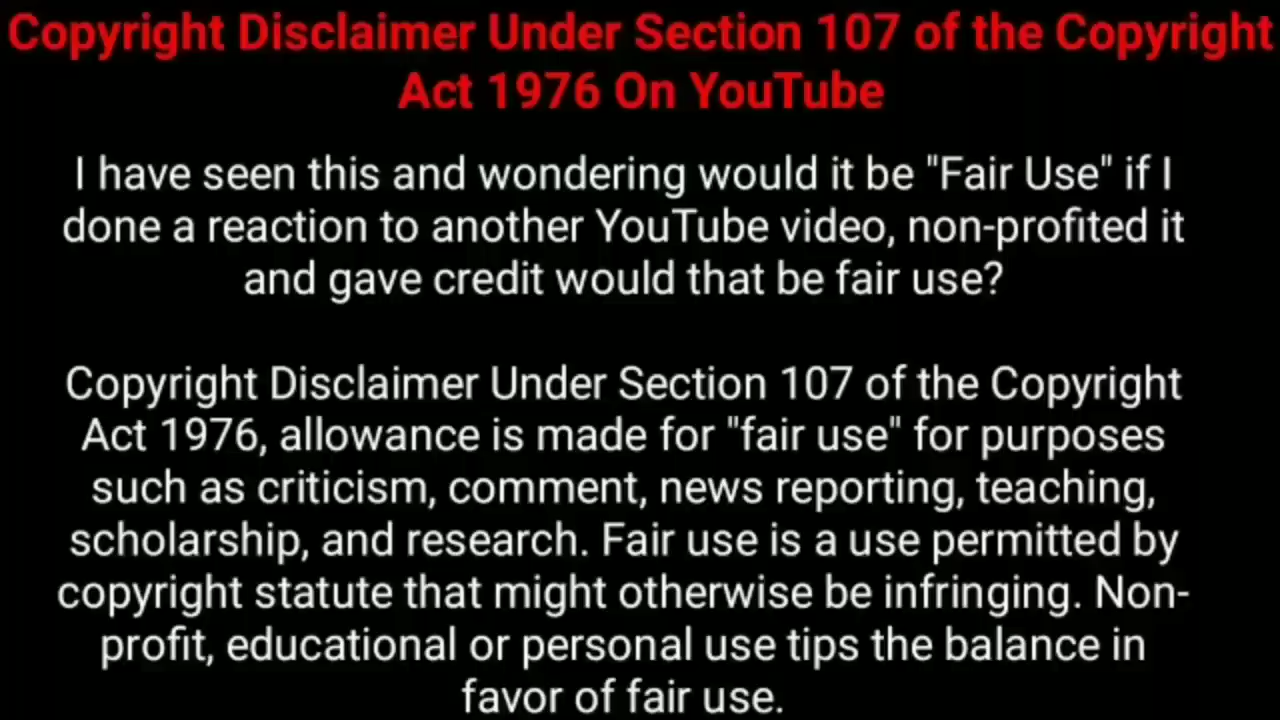 Copyright Disclaimer Under Section 107 of the Copyright
Act 1976 On YouTube
I have seen this and wondering would it be "Fair Use" if I
done a reaction to another YouTube video, non-profited it
and gave credit would that be fair use?
Copyright Disclaimer Under Section 107 of the Copyright
Act 1976, allowance is made for "fair use" for purposes
such as criticism, comment, news reporting, teaching,
scholarship, and research. Fair use is a use permitted by
copyright statute that might otherwise be infringing. Non-
profit, educational or personal use tips the balance in
favor of fair use.